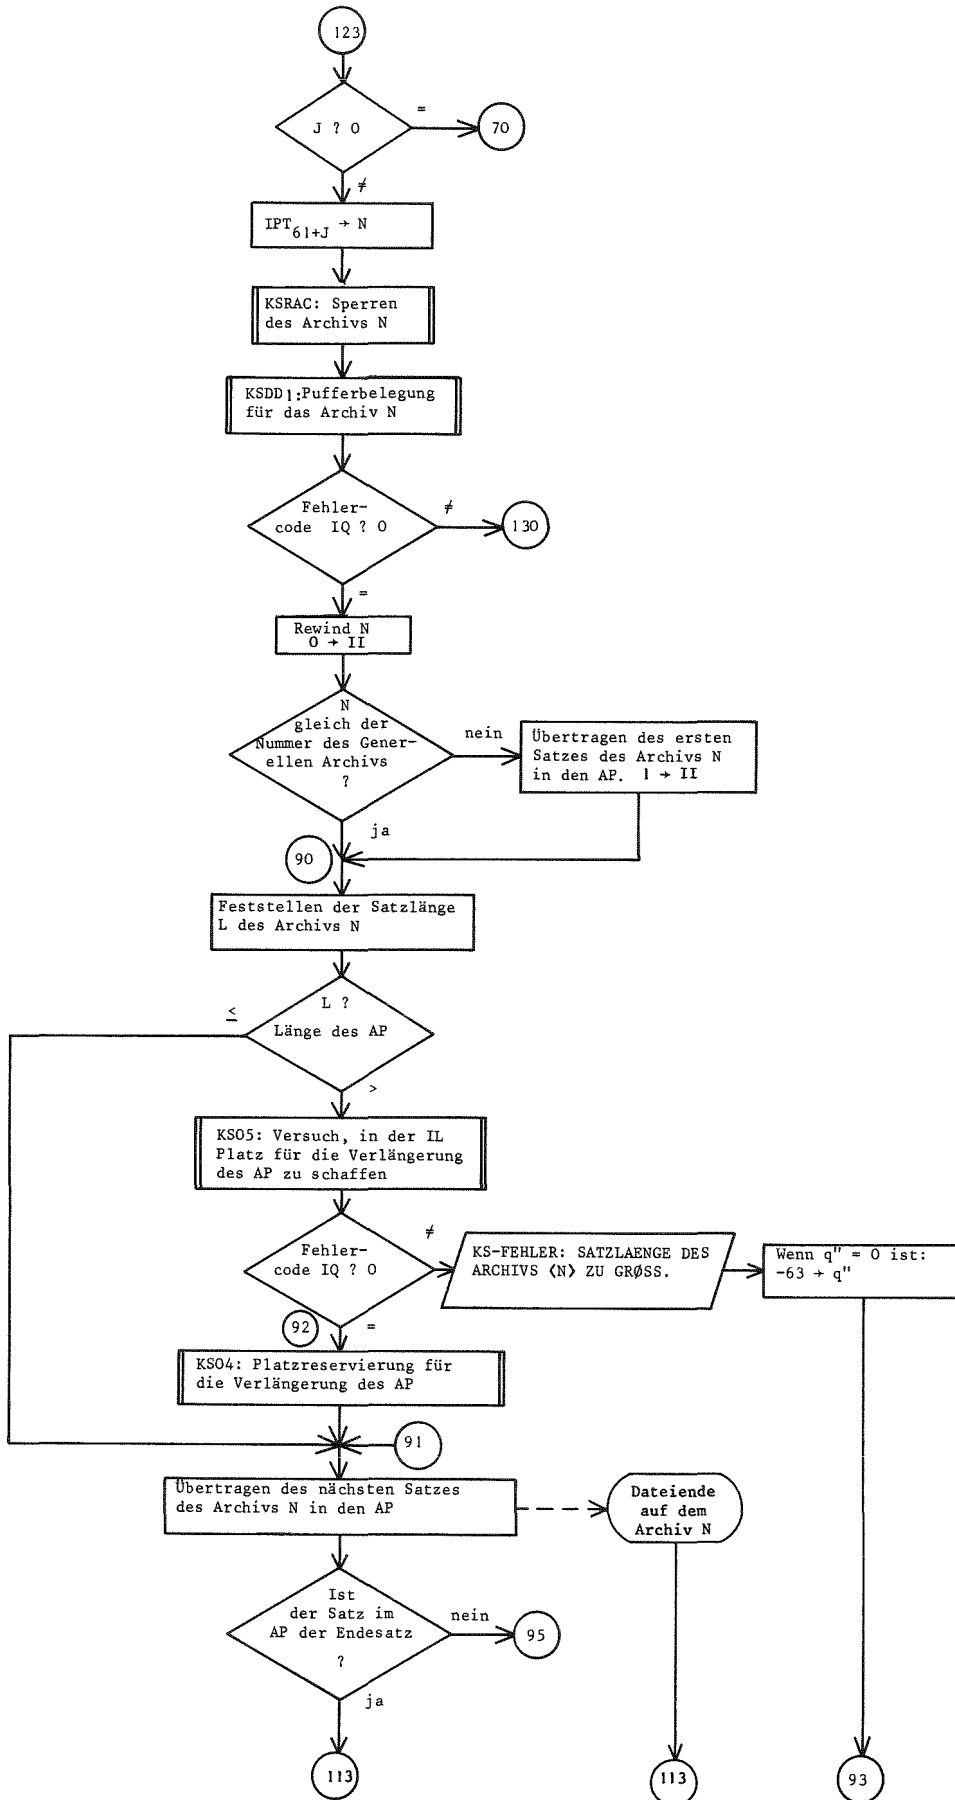 123
J ? 0
=
70
≠
IPT61+J → N
KSRAC: Sperren
des Archivs N
KSDD1:Pufferbelegung
für das Archiv N
Fehler-
code IQ ? 0
≠
130
=
Rewind N
0 → II
N
gleich der
Nummer des Gener-
ellen Archivs
?
nein
Übertragen des ersten
Satzes des Archivs N
in den AP. 1 → II
ja
90
Feststellen der Satzlänge
L des Archivs N
L ?
Länge des AP
≤
>
KS05: Versuch, in der IL
Platz für die Verlängerung
des AP zu schaffen
Fehler-
code IQ ? 0
≠
KS-FEHLER: SATZLAENGE DES
ARCHIVS ⟨N⟩ ZU GRØSS.
Wenn q" = 0 ist:
-63 → q"
92
=
KS04: Platzreservierung für
die Verlängerung des AP
91
Übertragen des nächsten Satzes
des Archivs N in den AP
Dateiende
auf dem
Archiv N
Ist
der Satz im
AP der Endesatz
?
nein
95
ja
113
113
93